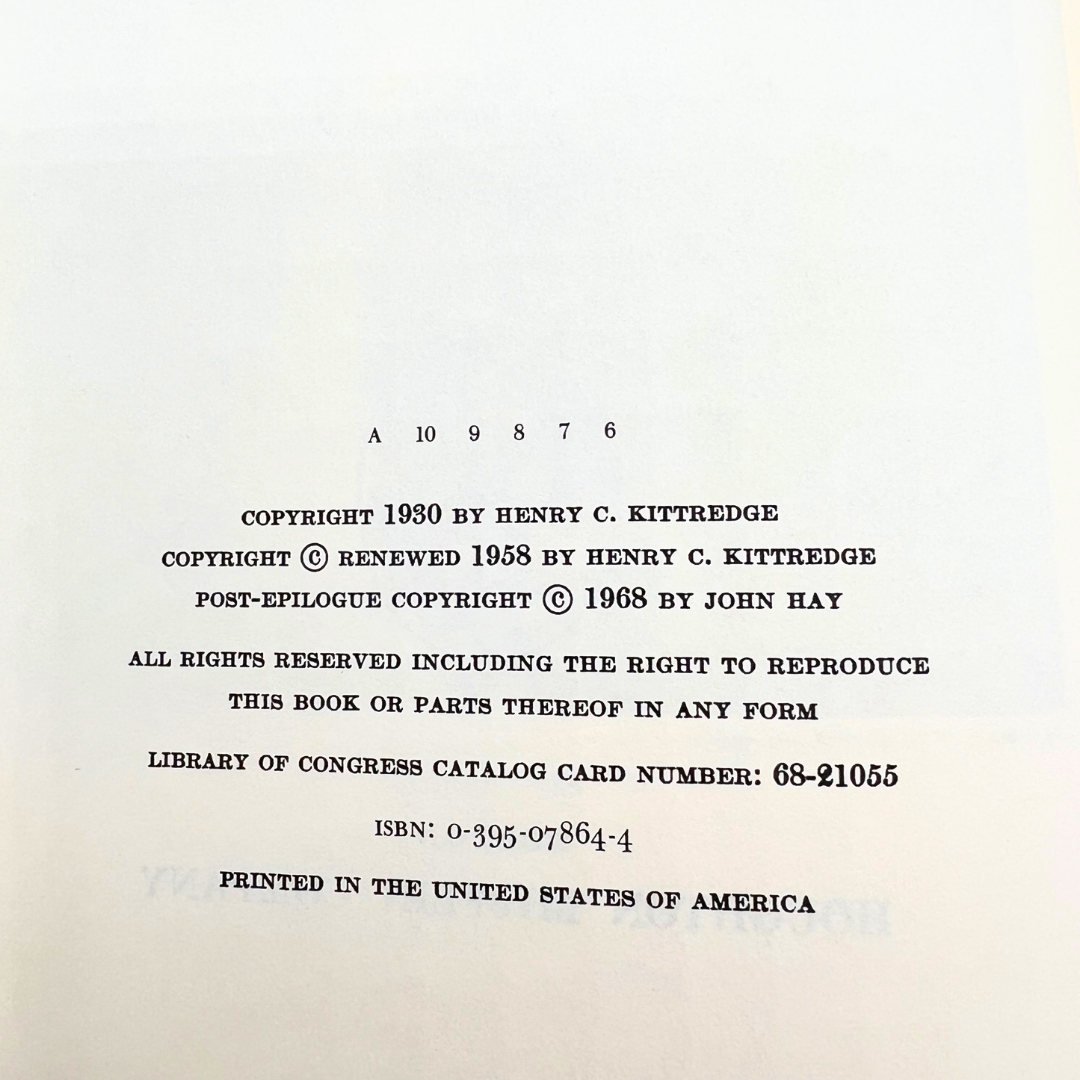 A 10 9 8 7 6
COPYRIGHT 1930 BY HENRY C. KITTREDGE
COPYRIGHT © RENEWED 1958 BY HENRY C. KITTREDGE
POST-EPILOGUE COPYRIGHT © 1968 BY JOHN HAY
ALL RIGHTS RESERVED INCLUDING THE RIGHT TO REPRODUCE
THIS BOOK OR PARTS THEREOF IN ANY FORM
LIBRARY OF CONGRESS CATALOG CARD NUMBER: 68-21055
ISBN: 0-395-07864-4
PRINTED IN THE UNITED STATES OF AMERICA